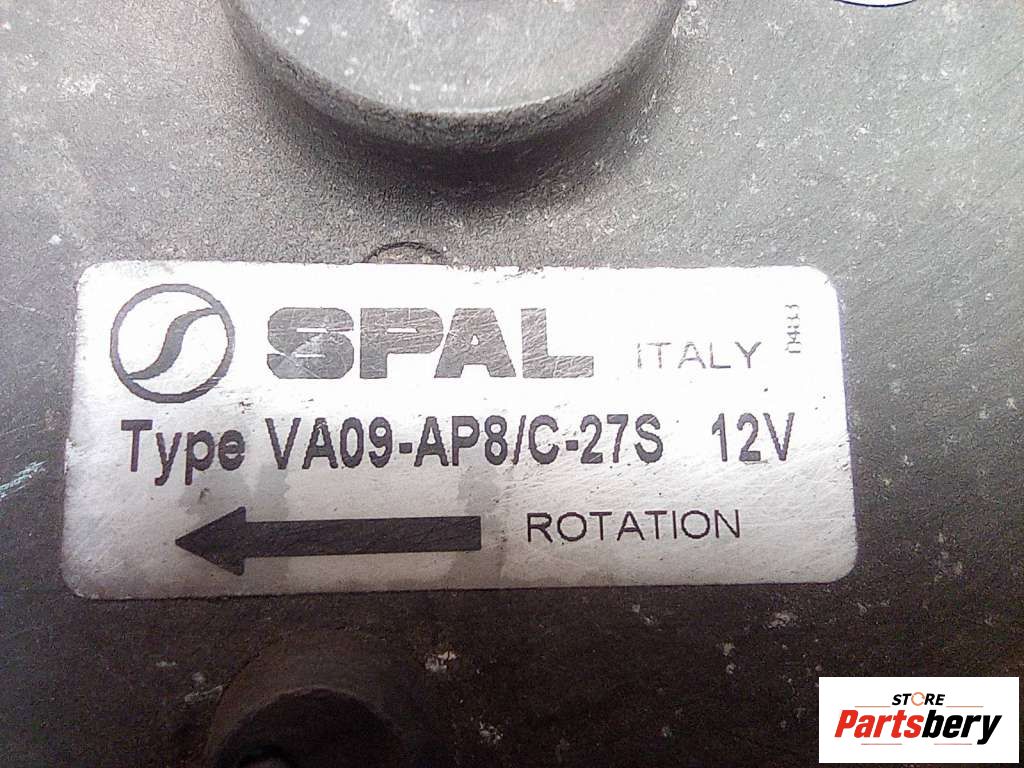 SPAL ITALY
Type VA09-AP8/C-27S 12V
ROTATION
STORE
Partsbery